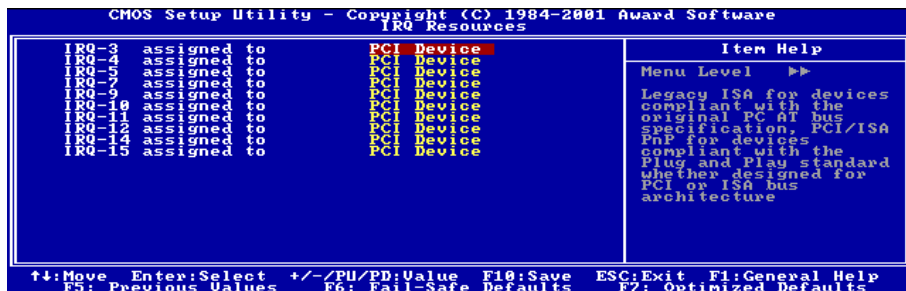 CMOS Setup Utility - Copyright (C) 1984-2001 Award Software
IRQ Resources
IRQ-3 assigned to PCI Device
IRQ-4 assigned to PCI Device
IRQ-5 assigned to PCI Device
IRQ-7 assigned to PCI Device
IRQ-9 assigned to PCI Device
IRQ-10 assigned to PCI Device
IRQ-11 assigned to PCI Device
IRQ-12 assigned to PCI Device
IRQ-14 assigned to PCI Device
IRQ-15 assigned to PCI Device
Item Help
Menu Level ▶▶
Legacy ISA for devices
compliant with the
original PC AT bus
specification, PCI/ISA
PnP for devices
compliant with the
Plug and Play standard
whether designed for
PCI or ISA bus
architecture
↑↓:Move Enter:Select +/-/PU/PD:Value F10:Save ESC:Exit F1:General Help
F5: Previous Values F6: Fail-Safe Defaults F7: Optimized Defaults